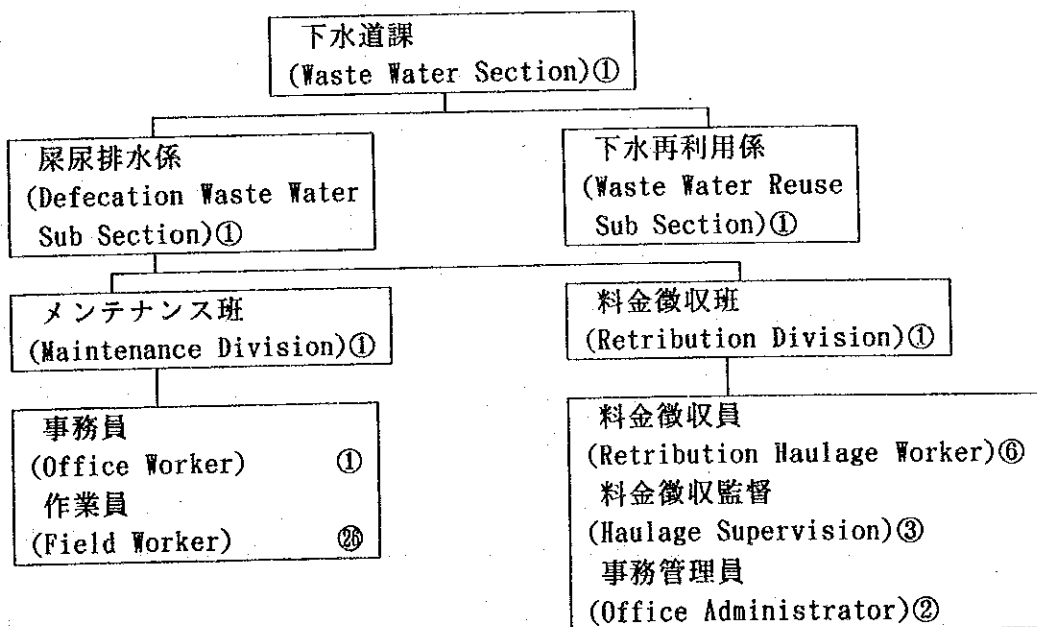 下水道課
(Waste Water Section)①
屎尿排水係
(Defecation Waste Water
Sub Section)①
下水再利用係
(Waste Water Reuse
Sub Section)①
メンテナンス班
(Maintenance Division)①
料金徴収班
(Retribution Division)①
事務員
(Office Worker) ①
作業員
(Field Worker) ㉖
料金徴収員
(Retribution Haulage Worker)⑥
料金徴収監督
(Haulage Supervision)③
事務管理員
(Office Administrator)②